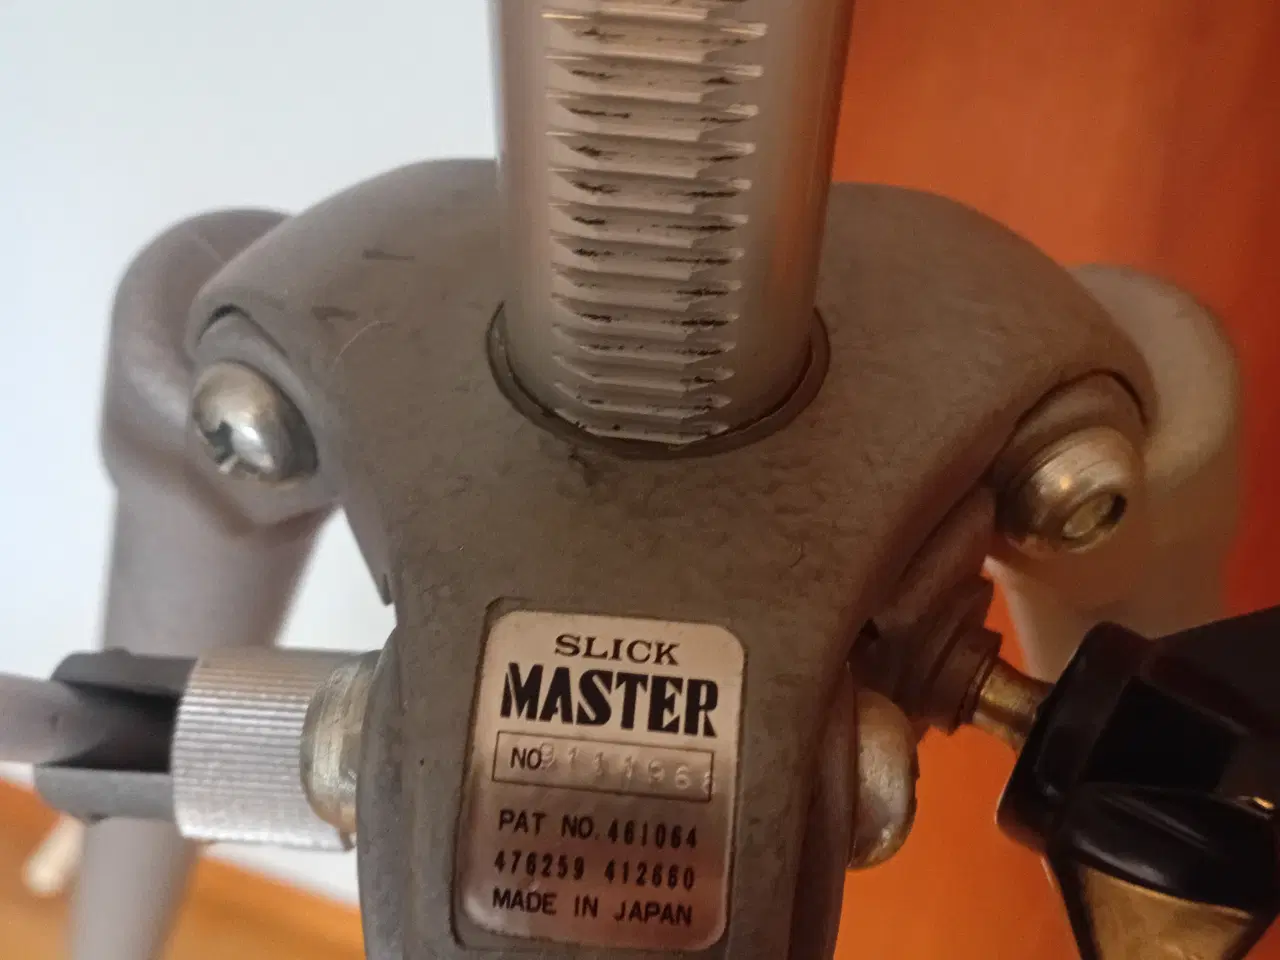 SLICK
MASTER
NO.
PAT NO. 461064
476259 412660
MADE IN JAPAN